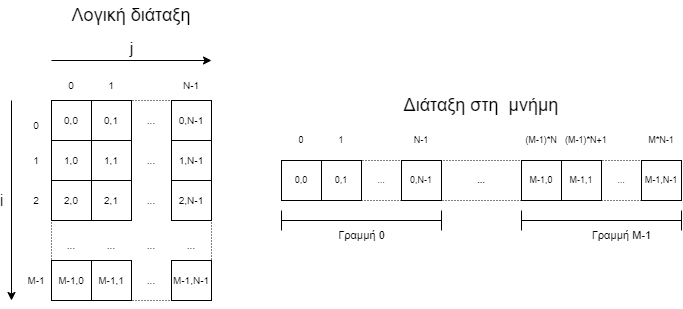 Λογική διάταξη
j
0 1 N-1
0 0,0 0,1 ... 0,N-1
1 1,0 1,1 ... 1,N-1
i
2 2,0 2,1 ... 2,N-1
... ... ... ...
M-1 M-1,0 M-1,1 ... M-1,N-1
Διάταξη στη μνήμη
0 1 N-1 (M-1)*N (M-1)*N+1 M*N-1
0,0 0,1 ... 0,N-1 ... M-1,0 M-1,1 ... M-1,N-1
Γραμμή 0 Γραμμή M-1